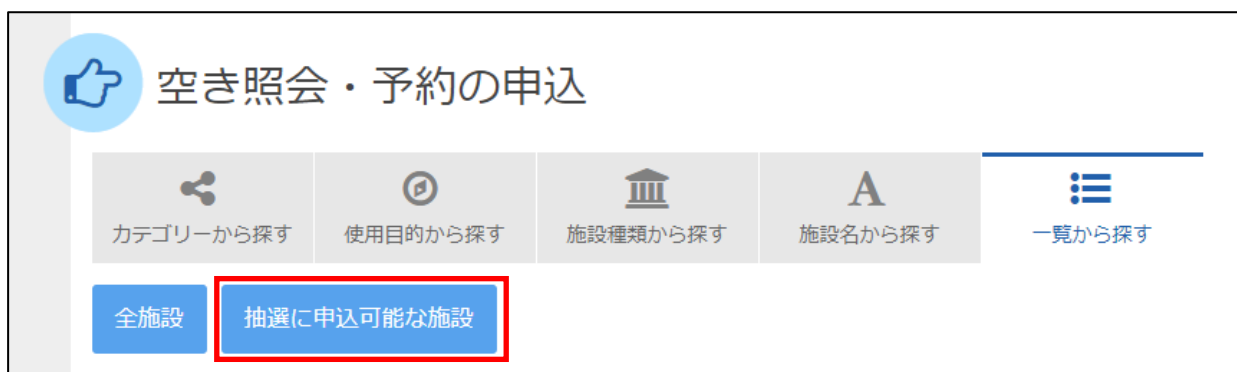 空き照会・予約の申込
カテゴリーから探す
使用目的から探す
施設種類から探す
A
施設名から探す
一覧から探す
全施設
抽選に申込可能な施設